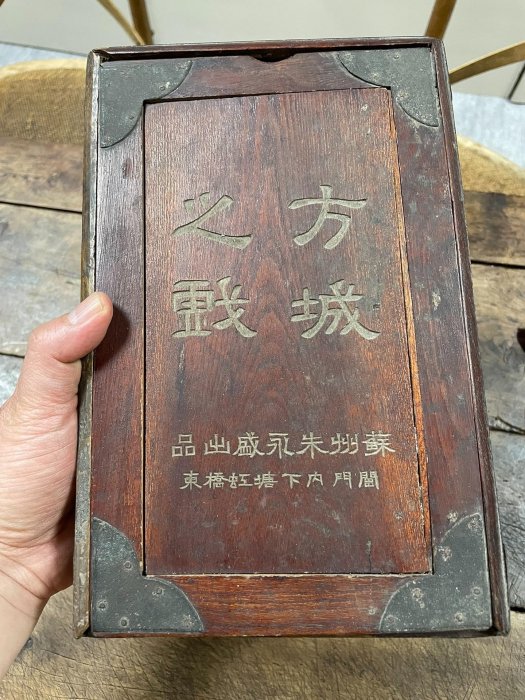 方城
之戰
蘇州朱永盛出品
閶門內下塘虹橋東